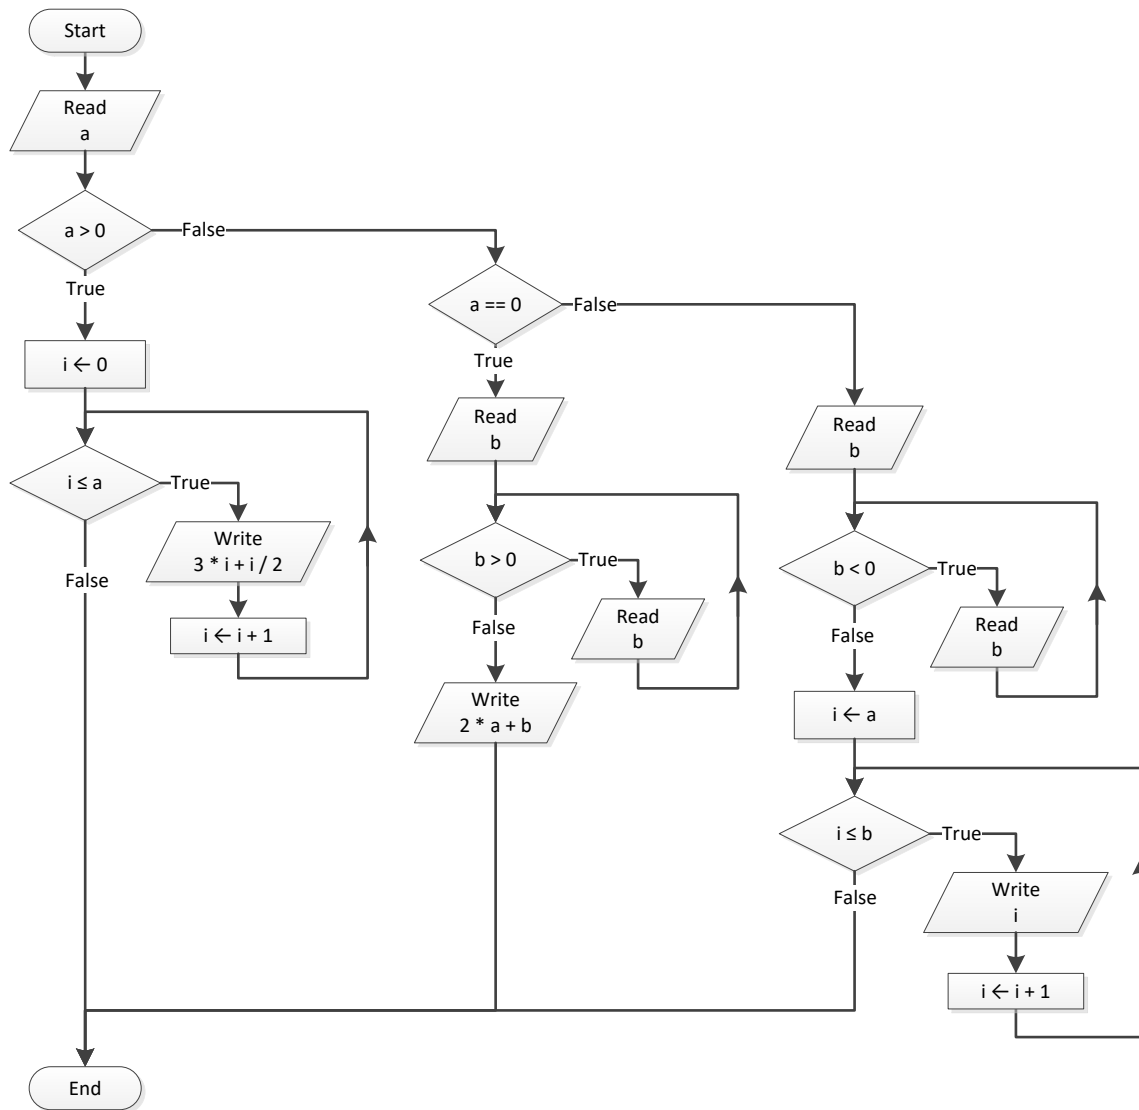 Start
Read
a
a > 0
False
True
a == 0
False
True
i ← 0
Read
b
Read
b
i ≤ a
True
Write
3 * i + i / 2
False
i ← i + 1
b > 0
True
Read
b
False
Write
2 * a + b
b < 0
True
Read
b
False
i ← a
i ≤ b
True
Write
i
False
i ← i + 1
End